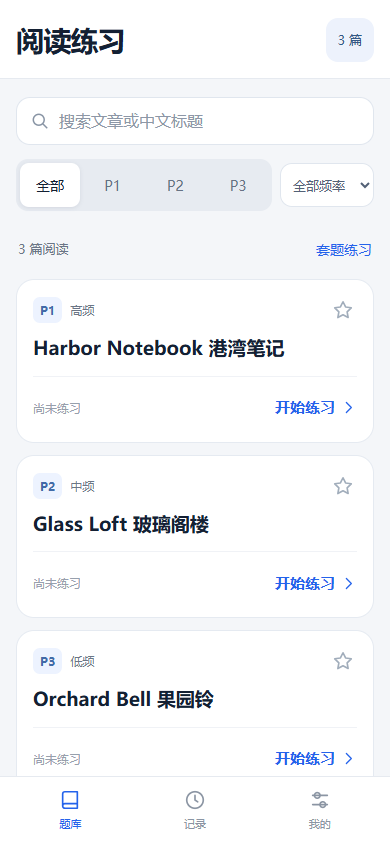 阅读练习
3 篇
搜索文章或中文标题
全部 P1 P2 P3 全部频率
3 篇阅读 套题练习
P1 高频
Harbor Notebook 港湾笔记
尚未练习 开始练习
P2 中频
Glass Loft 玻璃阁楼
尚未练习 开始练习
P3 低频
Orchard Bell 果园铃
尚未练习 开始练习
题库 记录 我的